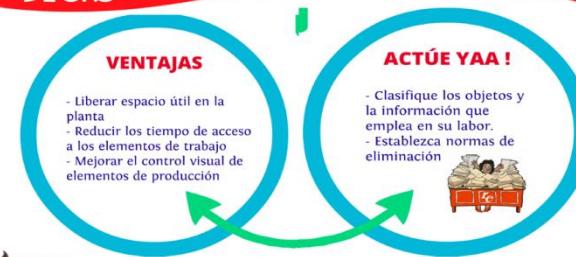 VENTAJAS
- Liberar espacio útil en la
planta
- Reducir los tiempo de acceso
a los elementos de trabajo
- Mejorar el control visual de
elementos de producción
ACTÚE YAA !
- Clasifique los objetos y
la información que
emplea en su labor.
- Establezca normas de
eliminación